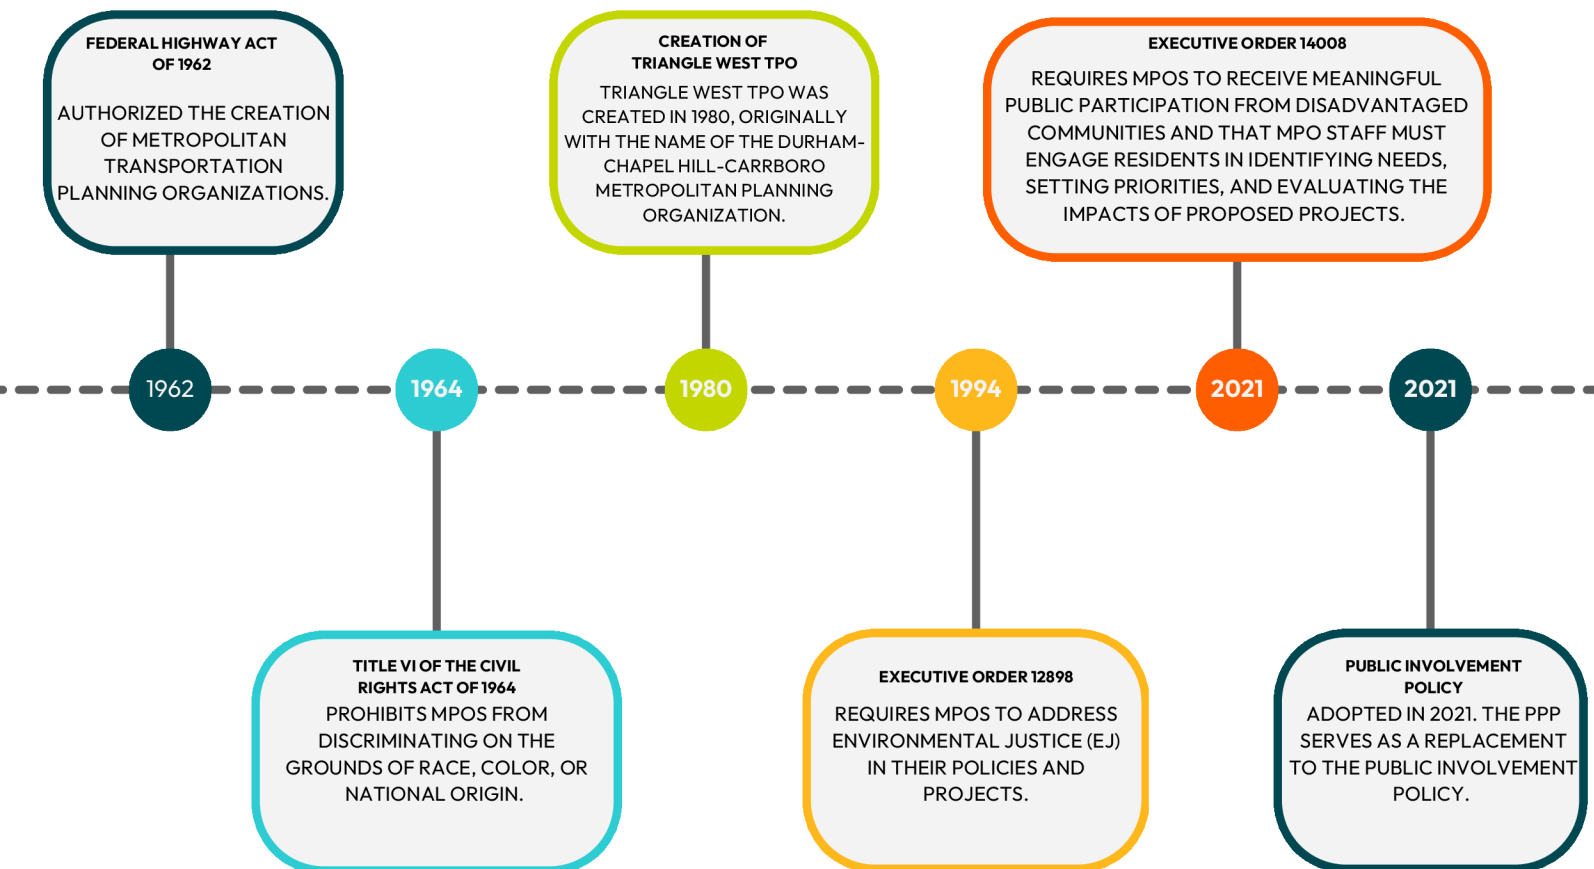 FEDERAL HIGHWAY ACT
OF 1962
AUTHORIZED THE CREATION
OF METROPOLITAN
TRANSPORTATION
PLANNING ORGANIZATIONS.
CREATION OF
TRIANGLE WEST TPO
TRIANGLE WEST TPO WAS
CREATED IN 1980, ORIGINALLY
WITH THE NAME OF THE DURHAM-
CHAPEL HILL-CARRBORO
METROPOLITAN PLANNING
ORGANIZATION.
EXECUTIVE ORDER 14008
REQUIRES MPOS TO RECEIVE MEANINGFUL
PUBLIC PARTICIPATION FROM DISADVANTAGED
COMMUNITIES AND THAT MPO STAFF MUST
ENGAGE RESIDENTS IN IDENTIFYING NEEDS,
SETTING PRIORITIES, AND EVALUATING THE
IMPACTS OF PROPOSED PROJECTS.
1962
1964
1980
1994
2021
2021
TITLE VI OF THE CIVIL
RIGHTS ACT OF 1964
PROHIBITS MPOS FROM
DISCRIMINATING ON THE
GROUNDS OF RACE, COLOR, OR
NATIONAL ORIGIN.
EXECUTIVE ORDER 12898
REQUIRES MPOS TO ADDRESS
ENVIRONMENTAL JUSTICE (EJ)
IN THEIR POLICIES AND
PROJECTS.
PUBLIC INVOLVEMENT
POLICY
ADOPTED IN 2021. THE PPP
SERVES AS A REPLACEMENT
TO THE PUBLIC INVOLVEMENT
POLICY.